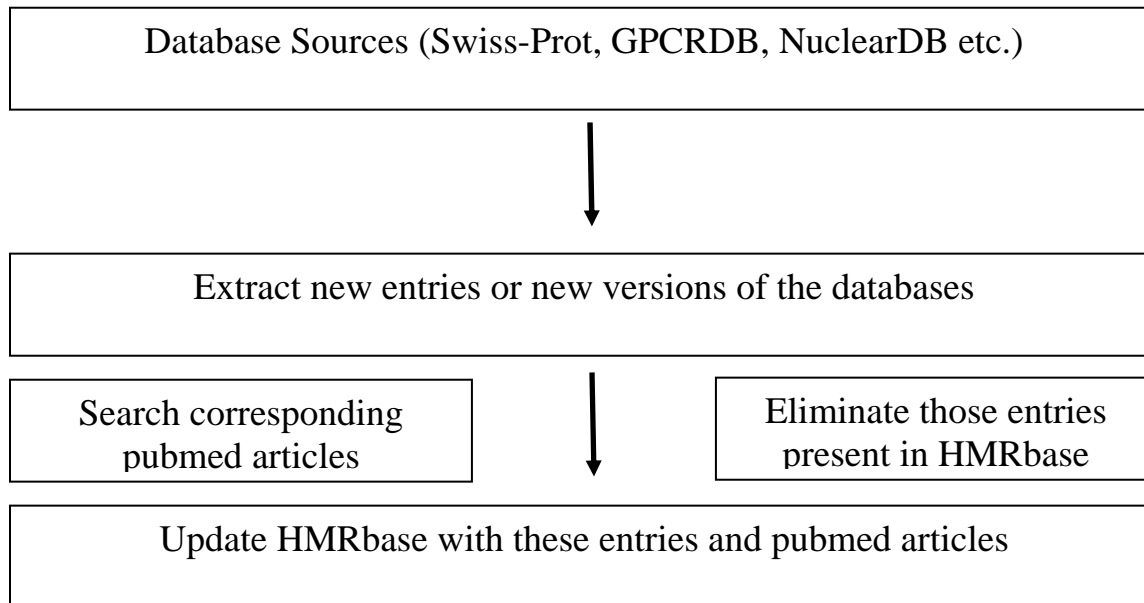 Database Sources (Swiss-Prot, GPCRDB, NuclearDB etc.)
Extract new entries or new versions of the databases
Search corresponding
pubmed articles
Eliminate those entries
present in HMRbase
Update HMRbase with these entries and pubmed articles